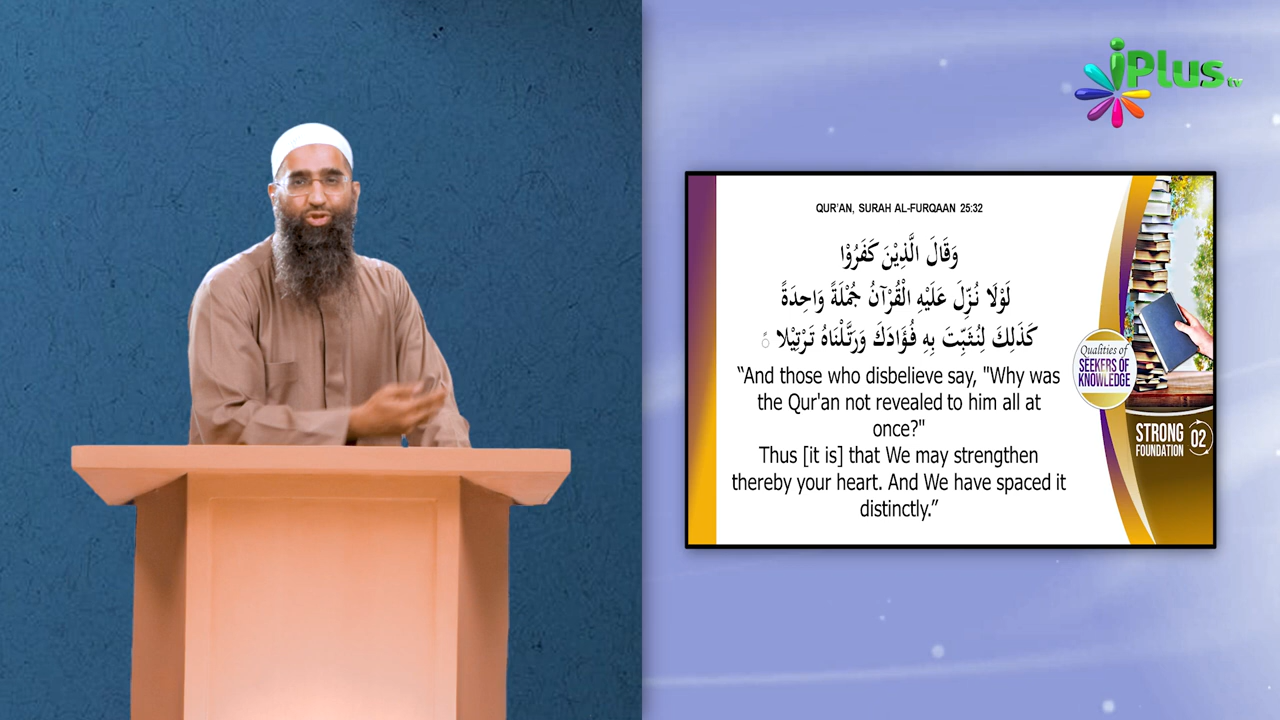 iPlus tv
QUR'AN, SURAH AL-FURQAAN 25:32
وَقَالَ الَّذِيْنَ كَفَرُوْا
لَوْلَا نُزِّلَ عَلَيْهِ الْقُرْآنُ جُمْلَةً وَاحِدَةً
كَذٰلِكَ لِنُثَبِّتَ بِهِ فُؤَادَكَ وَرَتَّلْنَاهُ تَرْتِيْلا ً
“And those who disbelieve say, "Why was
the Qur'an not revealed to him all at
once?"
Thus [it is] that We may strengthen
thereby your heart. And We have spaced it
distinctly.”
Qualities of
SEEKERS OF
KNOWLEDGE
STRONG
FOUNDATION 02